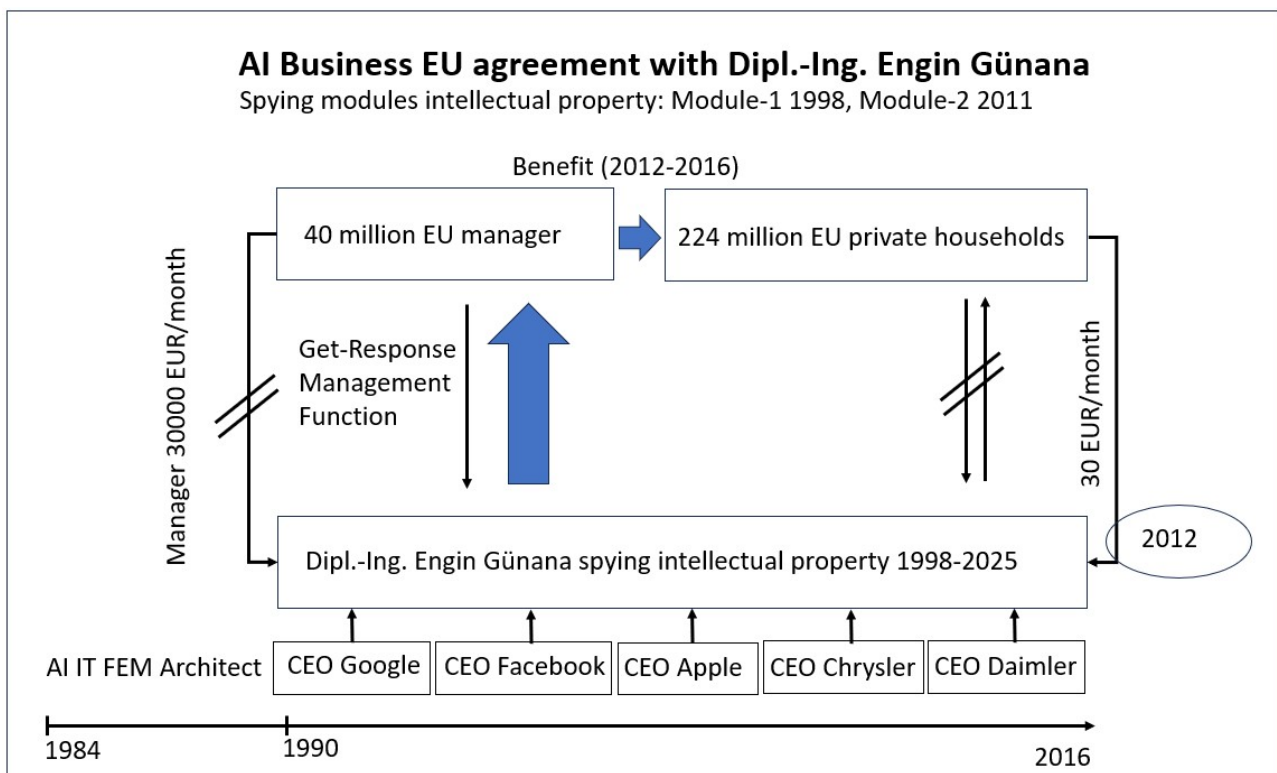 AI Business EU agreement with Dipl.-Ing. Engin Günana
Spying modules intellectual property: Module-1 1998, Module-2 2011
Benefit (2012-2016)
40 million EU manager
224 million EU private households
Manager 30000 EUR/month
Get-Response
Management
Function
30 EUR/month
2012
Dipl.-Ing. Engin Günana spying intellectual property 1998-2025
AI IT FEM Architect
CEO Google
CEO Facebook
CEO Apple
CEO Chrysler
CEO Daimler
1984
1990
2016